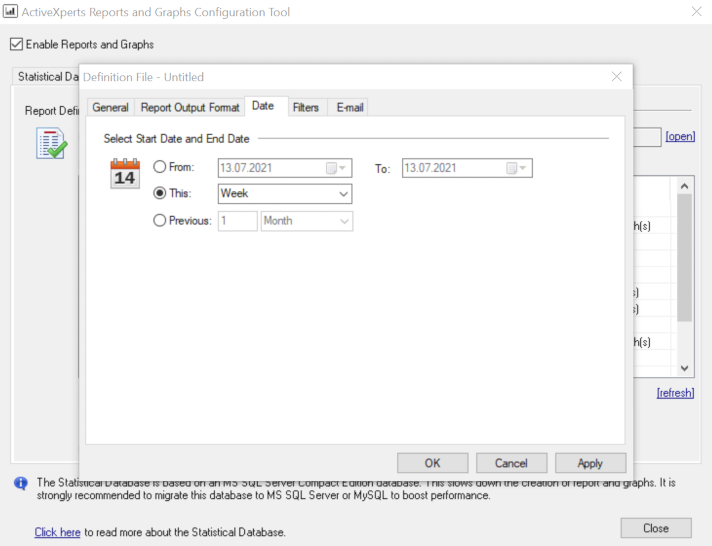 ActiveXperts Reports and Graphs Configuration Tool
Enable Reports and Graphs
Statistical Da
Definition File - Untitled
General Report Output Format Date Filters E-mail
Report Defi
Select Start Date and End Date
[open]
14
From: 13.07.2021 To: 13.07.2021
This: Week
Previous: 1 Month
h(s)
s)
s)
h(s)
[refresh]
OK Cancel Apply
The Statistical Database is based on an MS SQL Server Compact Edition database. This slows down the creation of report and graphs. It is
strongly recommended to migrate this database to MS SQL Server or MySQL to boost performance.
Click here to read more about the Statistical Database.
Close